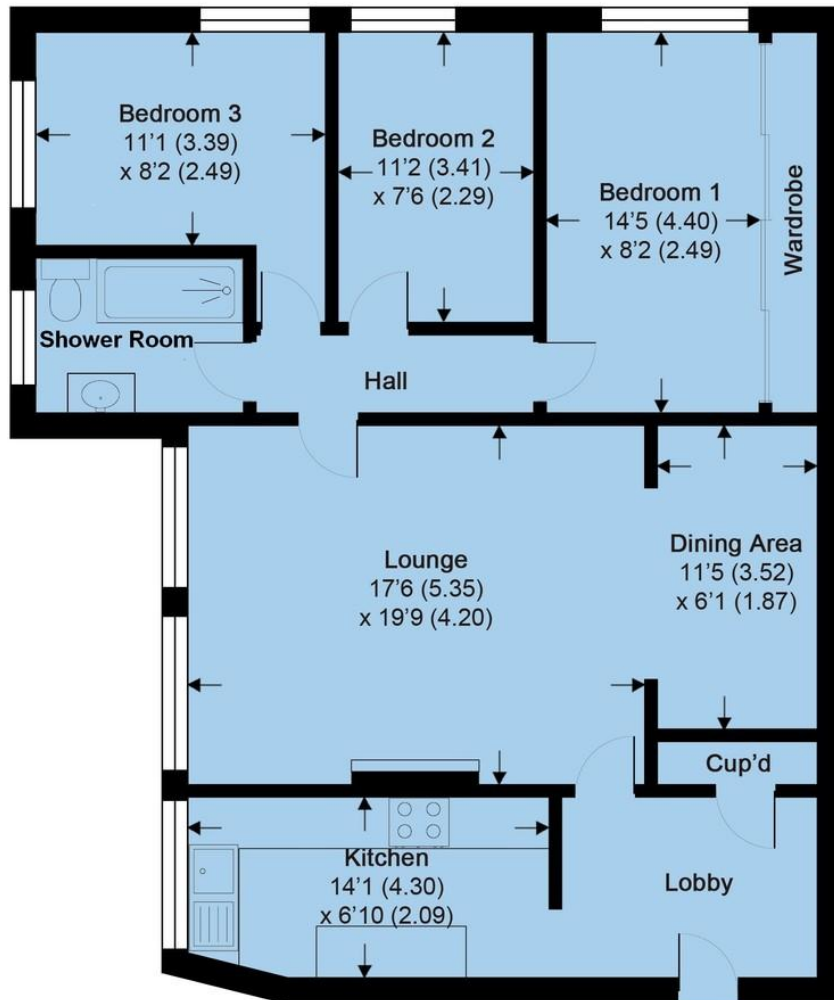 Bedroom 3
11'1 (3.39)
x 8'2 (2.49)
Bedroom 2
11'2 (3.41)
x 7'6 (2.29)
Bedroom 1
14'5 (4.40)
x 8'2 (2.49)
Wardrobe
Shower Room
Hall
Lounge
17'6 (5.35)
x 19'9 (4.20)
Dining Area
11'5 (3.52)
x 6'1 (1.87)
Cup'd
Kitchen
14'1 (4.30)
x 6'10 (2.09)
Lobby